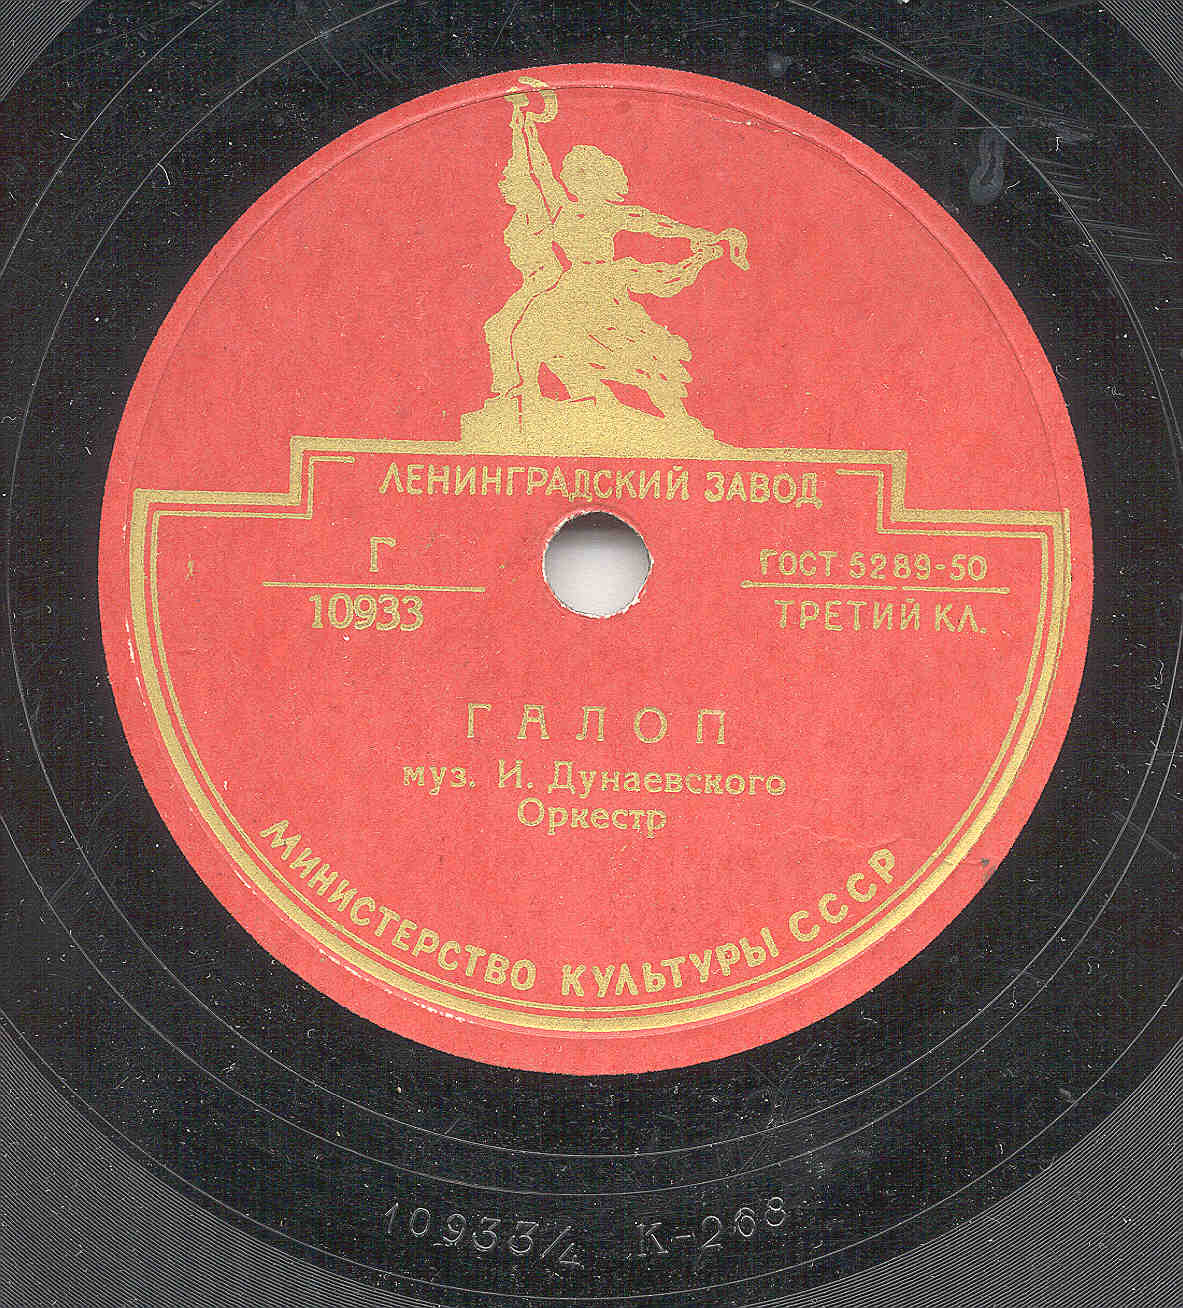 ЛЕНИНГРАДСКИЙ ЗАВОД
Г
10933
ГОСТ 5289-50
ТРЕТИЙ КЛ.
ГАЛОП
муз. И. Дунаевского
Оркестр
МИНИСТЕРСТВО КУЛЬТУРЫ СССР
10933/4 К-268